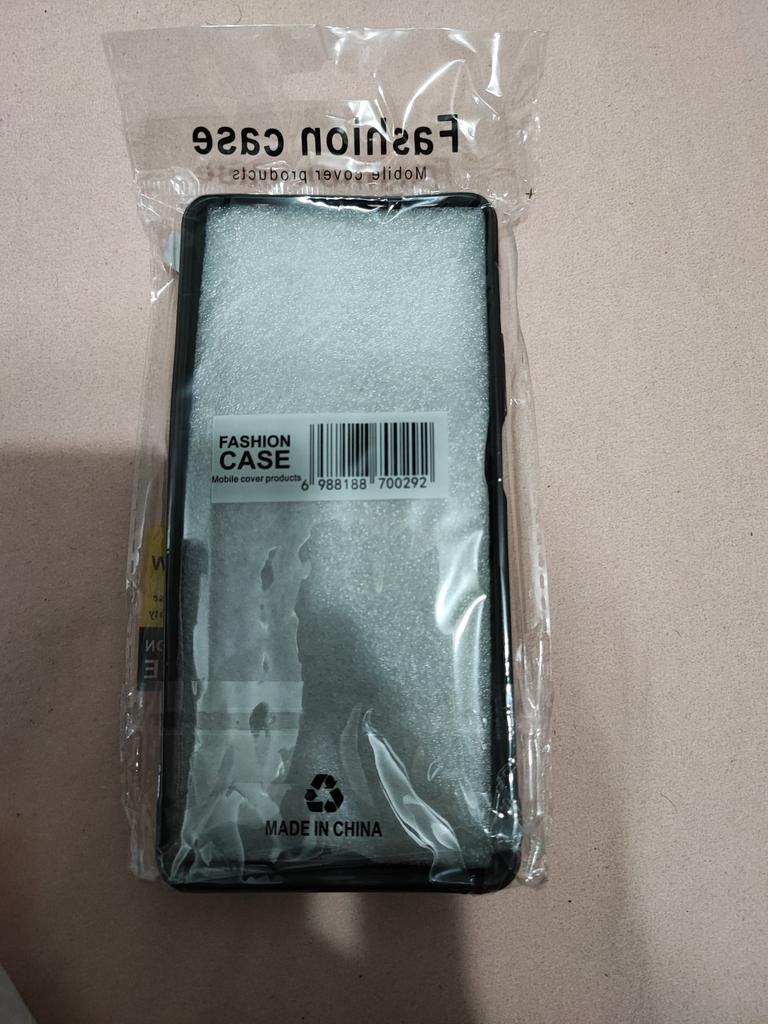 Fashion case
Mobile cover products
FASHION
CASE
Mobile cover products
6 988188 700292
MADE IN CHINA